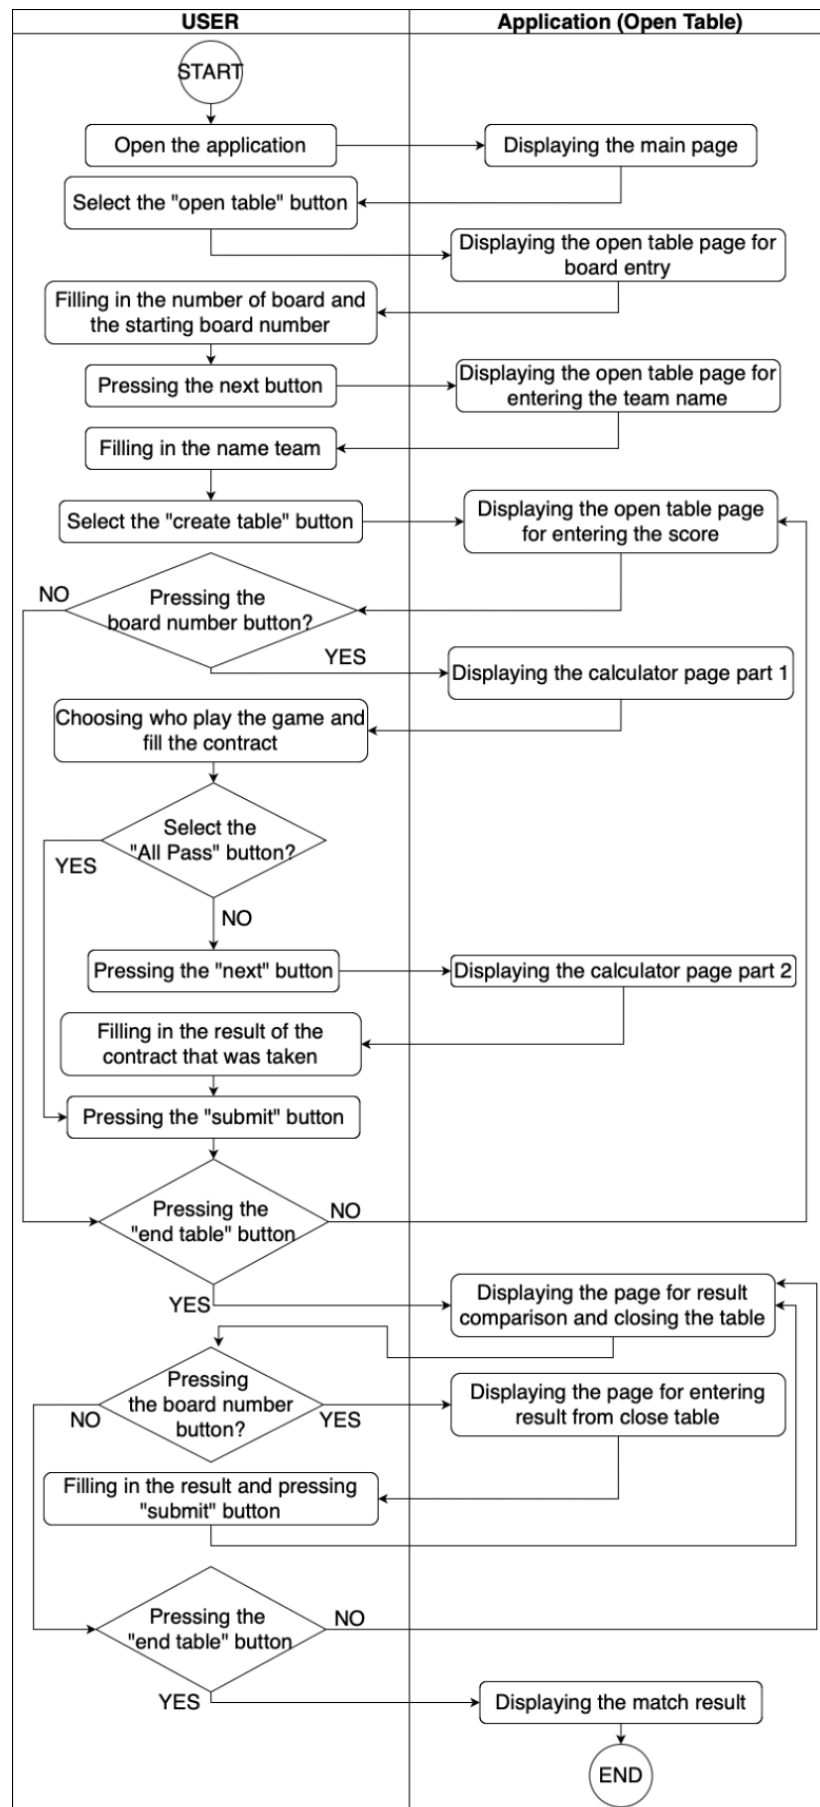 USER
Application (Open Table)
START
Open the application
Displaying the main page
Select the "open table" button
Displaying the open table page for
board entry
Filling in the number of board and
the starting board number
Pressing the next button
Displaying the open table page for
entering the team name
Filling in the name team
Select the "create table" button
Displaying the open table page
for entering the score
NO
Pressing the
board number button?
YES
Displaying the calculator page part 1
Choosing who play the game and
fill the contract
Select the
"All Pass" button?
YES
NO
Pressing the "next" button
Displaying the calculator page part 2
Filling in the result of the
contract that was taken
Pressing the "submit" button
Pressing the
"end table" button
NO
YES
Displaying the page for result
comparison and closing the table
Pressing
the board number
button?
NO
YES
Displaying the page for entering
result from close table
Filling in the result and pressing
"submit" button
Pressing the
"end table" button
NO
YES
Displaying the match result
END